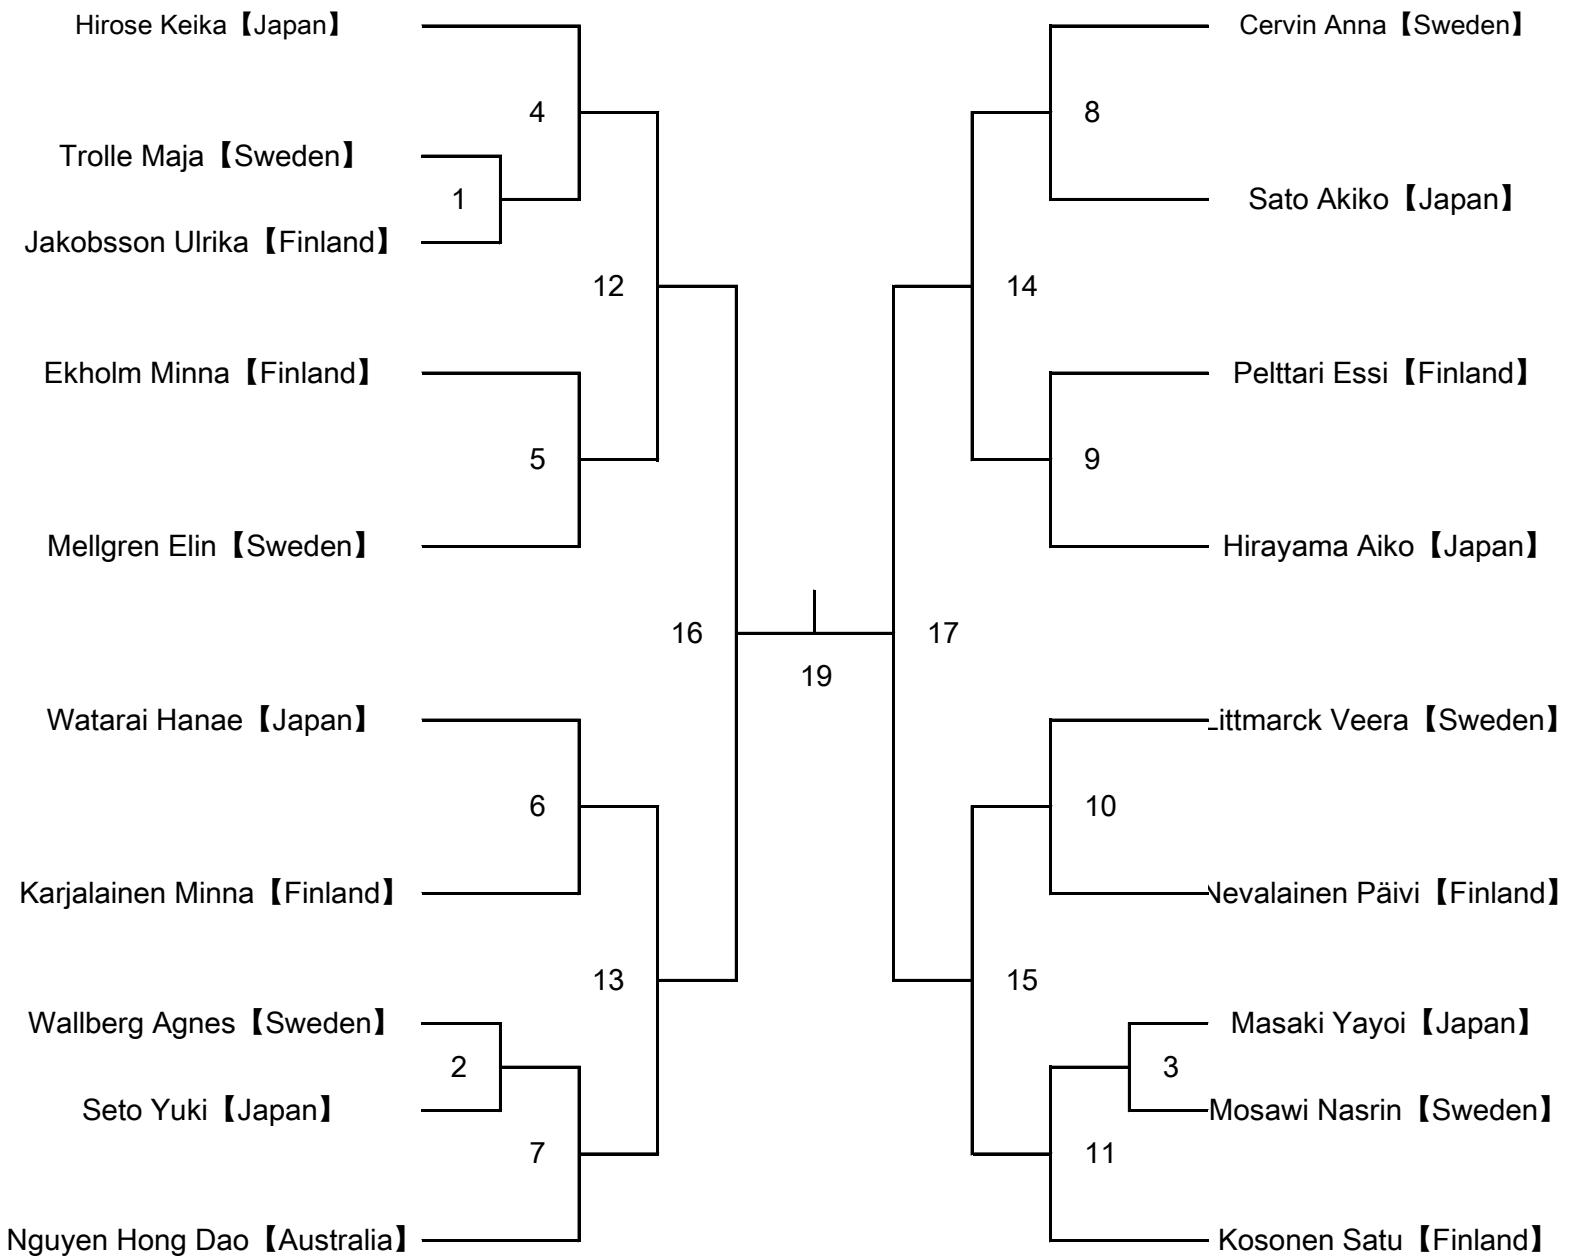 Hirose Keika【Japan】
Cervin Anna【Sweden】
4
8
Trolle Maja【Sweden】
1
Sato Akiko【Japan】
Jakobsson Ulrika【Finland】
12
14
Ekholm Minna【Finland】
Pelttari Essi【Finland】
5
9
Mellgren Elin【Sweden】
Hirayama Aiko【Japan】
16
17
19
Watarai Hanae【Japan】
Littmarck Veera【Sweden】
6
10
Karjalainen Minna【Finland】
Nevalainen Päivi【Finland】
13
15
Wallberg Agnes【Sweden】
Masaki Yayoi【Japan】
2
3
Seto Yuki【Japan】
Mosawi Nasrin【Sweden】
7
11
Nguyen Hong Dao【Australia】
Kosonen Satu【Finland】